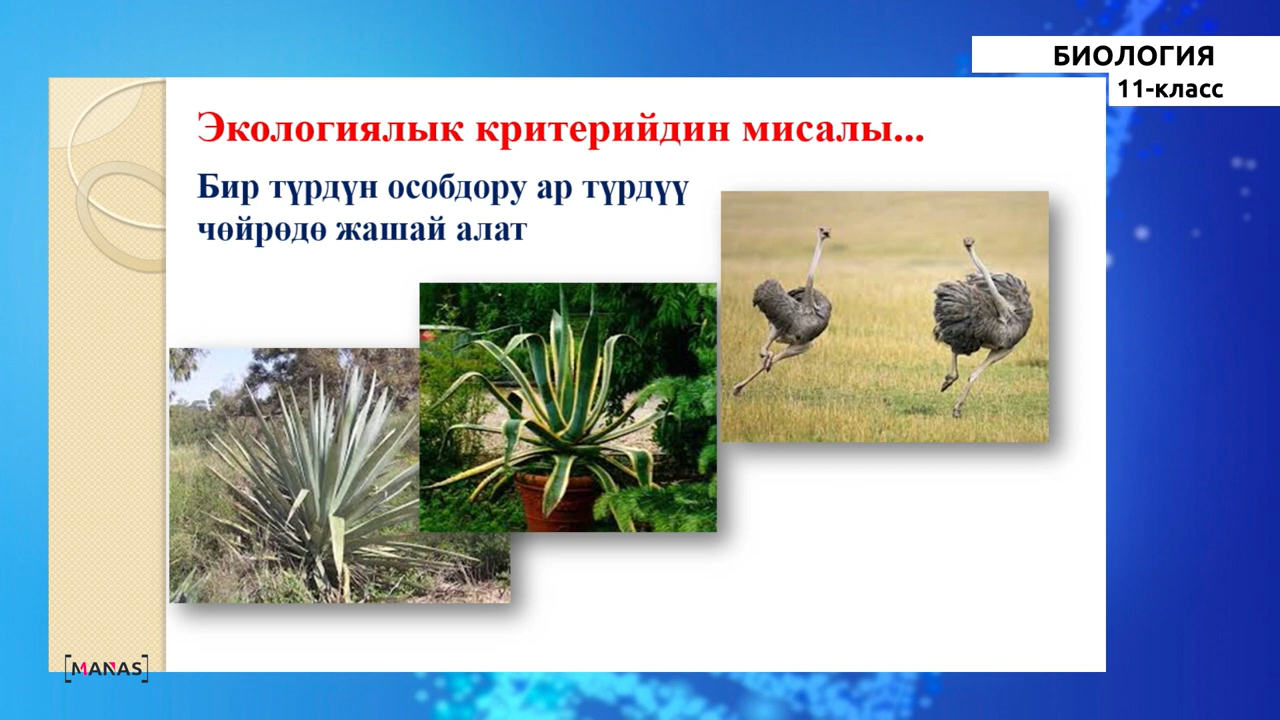 БИОЛОГИЯ
11-класс
Экологиялык критерийдин мисалы...
Бир түрдүн особдору ар түрдүү
чөйрөдө жашай алат
[MANAS]